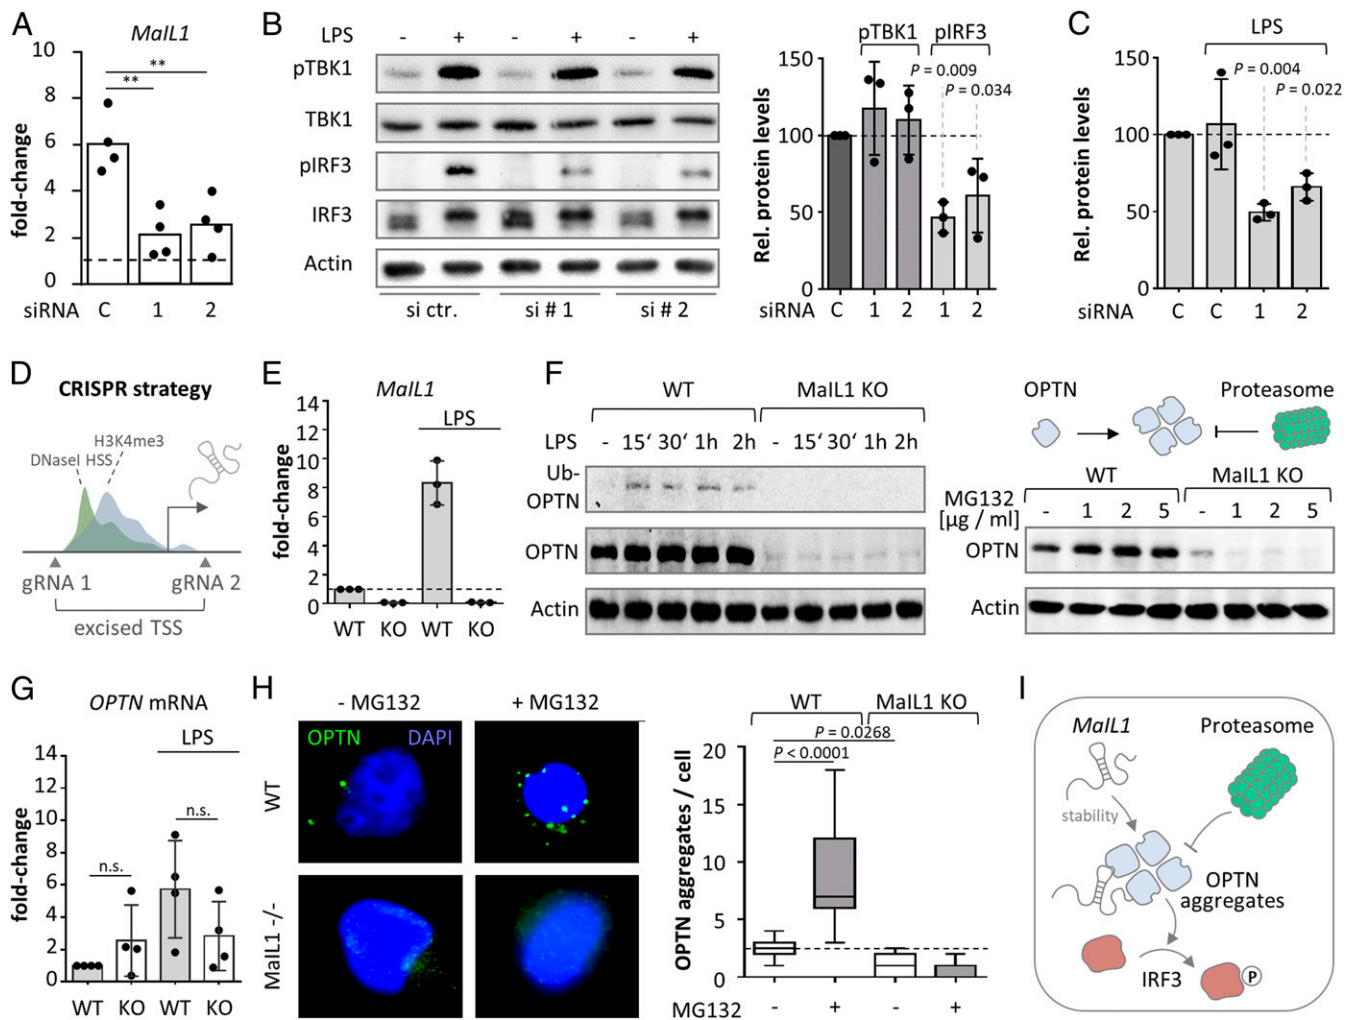 A
MaIL1
fold-change
10
8
6
4
2
0
**
**
siRNA C 1 2
B
LPS - + - + - +
pTBK1
TBK1
pIRF3
IRF3
Actin
si ctr. si # 1 si # 2
pTBK1 pIRF3
P = 0.009
P = 0.034
Rel. protein levels
150
100
50
0
siRNA C 1 2 1 2
C
LPS
P = 0.004
P = 0.022
Rel. protein levels
150
100
50
0
siRNA C C 1 2
D
CRISPR strategy
H3K4me3
DNaseI HSS
gRNA 1 gRNA 2
excised TSS
E
MaIL1
LPS
fold-change
14
12
10
8
6
4
2
0
WT KO WT KO
F
WT MaIL1 KO
LPS - 15‘ 30‘ 1h 2h - 15‘ 30‘ 1h 2h
Ub-
OPTN
OPTN
Actin
OPTN Proteasome
WT MaIL1 KO
MG132
[µg / ml] - 1 2 5 - 1 2 5
OPTN
Actin
G
OPTN mRNA
LPS
n.s.
n.s.
fold-change
14
12
10
8
6
4
2
0
WT KO WT KO
H
- MG132 + MG132
OPTN DAPI
WT
MaIL1 -/-
WT MaIL1 KO
P = 0.0268
P < 0.0001
OPTN aggregates / cell
20
15
10
5
0
MG132 - + - +
I
MaIL1 Proteasome
stability
OPTN
aggregates
IRF3
P